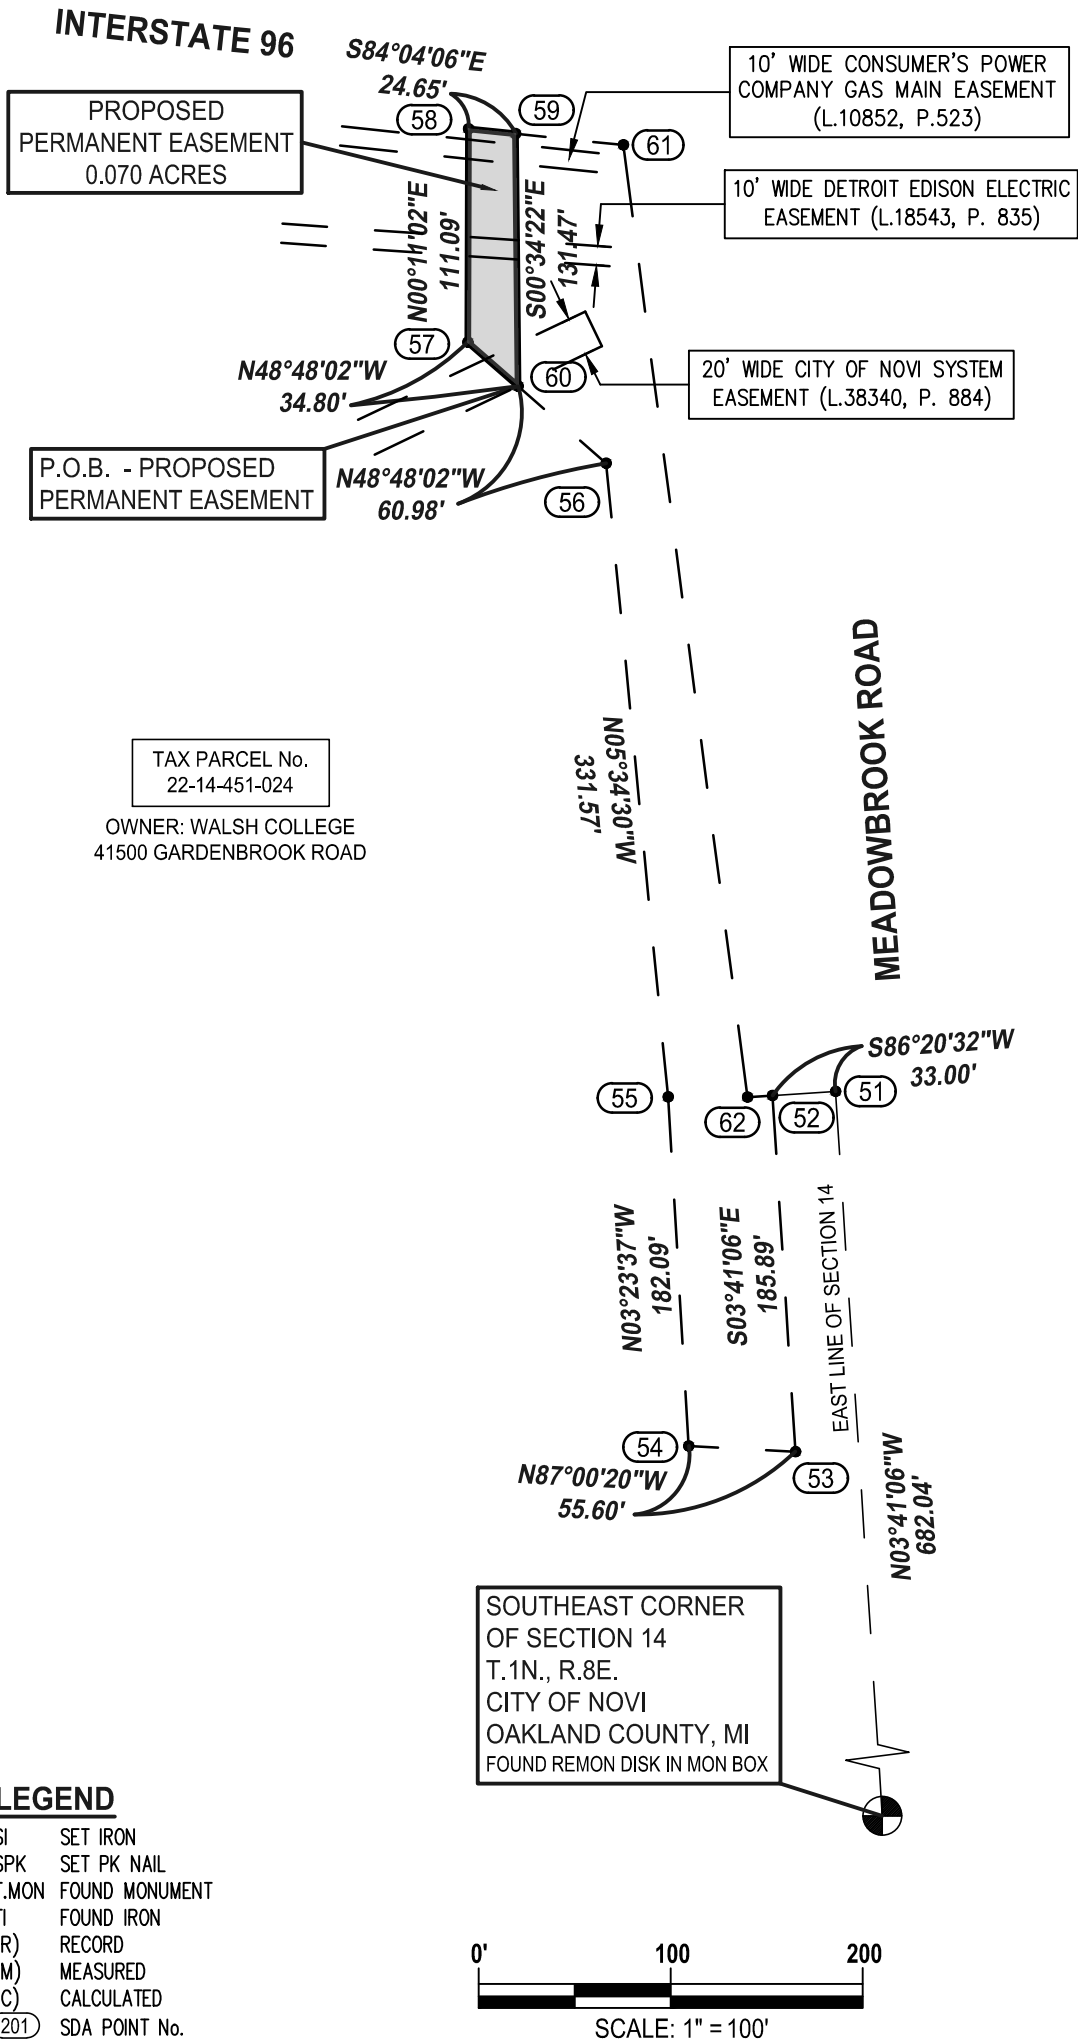 INTERSTATE 96
S84°04'06"E
24.65'
10' WIDE CONSUMER'S POWER
COMPANY GAS MAIN EASEMENT
(L.10852, P.523)
PROPOSED
PERMANENT EASEMENT
0.070 ACRES
58
59
61
10' WIDE DETROIT EDISON ELECTRIC
EASEMENT (L.18543, P. 835)
N00°11'02"E
111.09'
S00°34'22"E
131.47'
57
60
N48°48'02"W
34.80'
20' WIDE CITY OF NOVI SYSTEM
EASEMENT (L.38340, P. 884)
P.O.B. - PROPOSED
PERMANENT EASEMENT
N48°48'02"W
60.98'
56
MEADOWBROOK ROAD
N05°34'30"W
331.57'
TAX PARCEL No.
22-14-451-024
OWNER: WALSH COLLEGE
41500 GARDENBROOK ROAD
S86°20'32"W
33.00'
55
62
52
51
N03°23'37"W
182.09'
S03°41'06"E
185.89'
EAST LINE OF SECTION 14
54
53
N87°00'20"W
55.60'
N03°41'06"W
682.04'
SOUTHEAST CORNER
OF SECTION 14
T.1N., R.8E.
CITY OF NOVI
OAKLAND COUNTY, MI
FOUND REMON DISK IN MON BOX
LEGEND
SI SET IRON
SPK SET PK NAIL
T.MON FOUND MONUMENT
TI FOUND IRON
R) RECORD
M) MEASURED
C) CALCULATED
201 SDA POINT No.
0' 100 200
SCALE: 1" = 100'